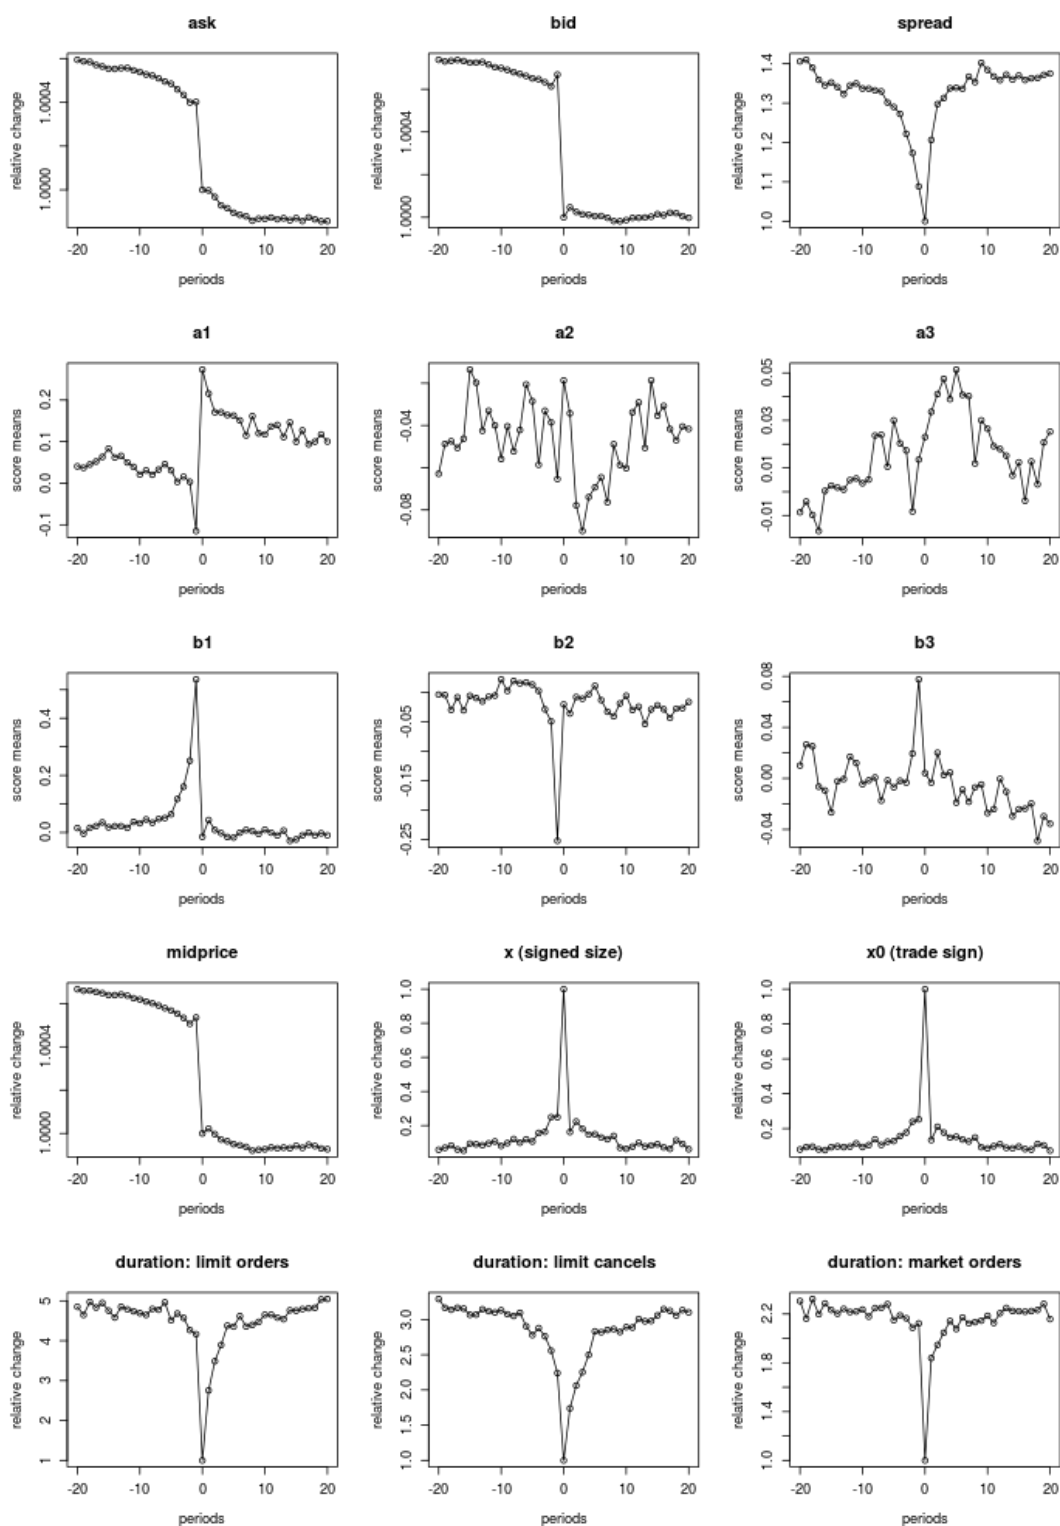 ask
bid
spread
relative change
1.0000 1.0004
-20 -10 0 10 20
periods
relative change
1.0000 1.0004
-20 -10 0 10 20
periods
relative change
1.0 1.1 1.2 1.3 1.4
-20 -10 0 10 20
periods
a1
a2
a3
score means
-0.1 0.0 0.1 0.2
-20 -10 0 10 20
periods
score means
-0.08 -0.04
-20 -10 0 10 20
periods
score means
-0.01 0.01 0.03 0.05
-20 -10 0 10 20
periods
b1
b2
b3
score means
0.0 0.2 0.4
-20 -10 0 10 20
periods
score means
-0.25 -0.15 -0.05
-20 -10 0 10 20
periods
score means
-0.04 0.00 0.04 0.08
-20 -10 0 10 20
periods
midprice
x (signed size)
x0 (trade sign)
relative change
1.0000 1.0004
-20 -10 0 10 20
periods
relative change
0.2 0.4 0.6 0.8 1.0
-20 -10 0 10 20
periods
relative change
0.2 0.4 0.6 0.8 1.0
-20 -10 0 10 20
periods
duration: limit orders
duration: limit cancels
duration: market orders
relative change
1 2 3 4 5
-20 -10 0 10 20
periods
relative change
1.0 1.5 2.0 2.5 3.0
-20 -10 0 10 20
periods
relative change
1.0 1.4 1.8 2.2
-20 -10 0 10 20
periods